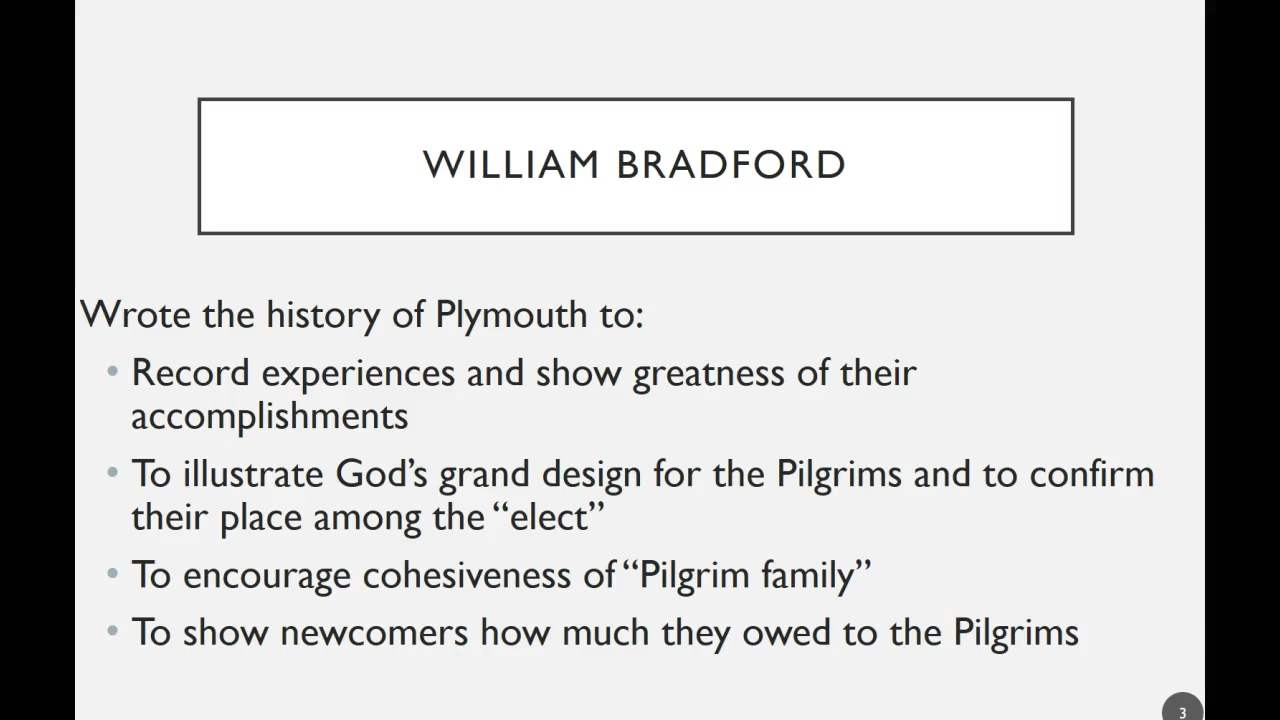 WILLIAM BRADFORD
Wrote the history of Plymouth to:
• Record experiences and show greatness of their
accomplishments
• To illustrate God’s grand design for the Pilgrims and to confirm
their place among the “elect”
• To encourage cohesiveness of “Pilgrim family”
• To show newcomers how much they owed to the Pilgrims
3